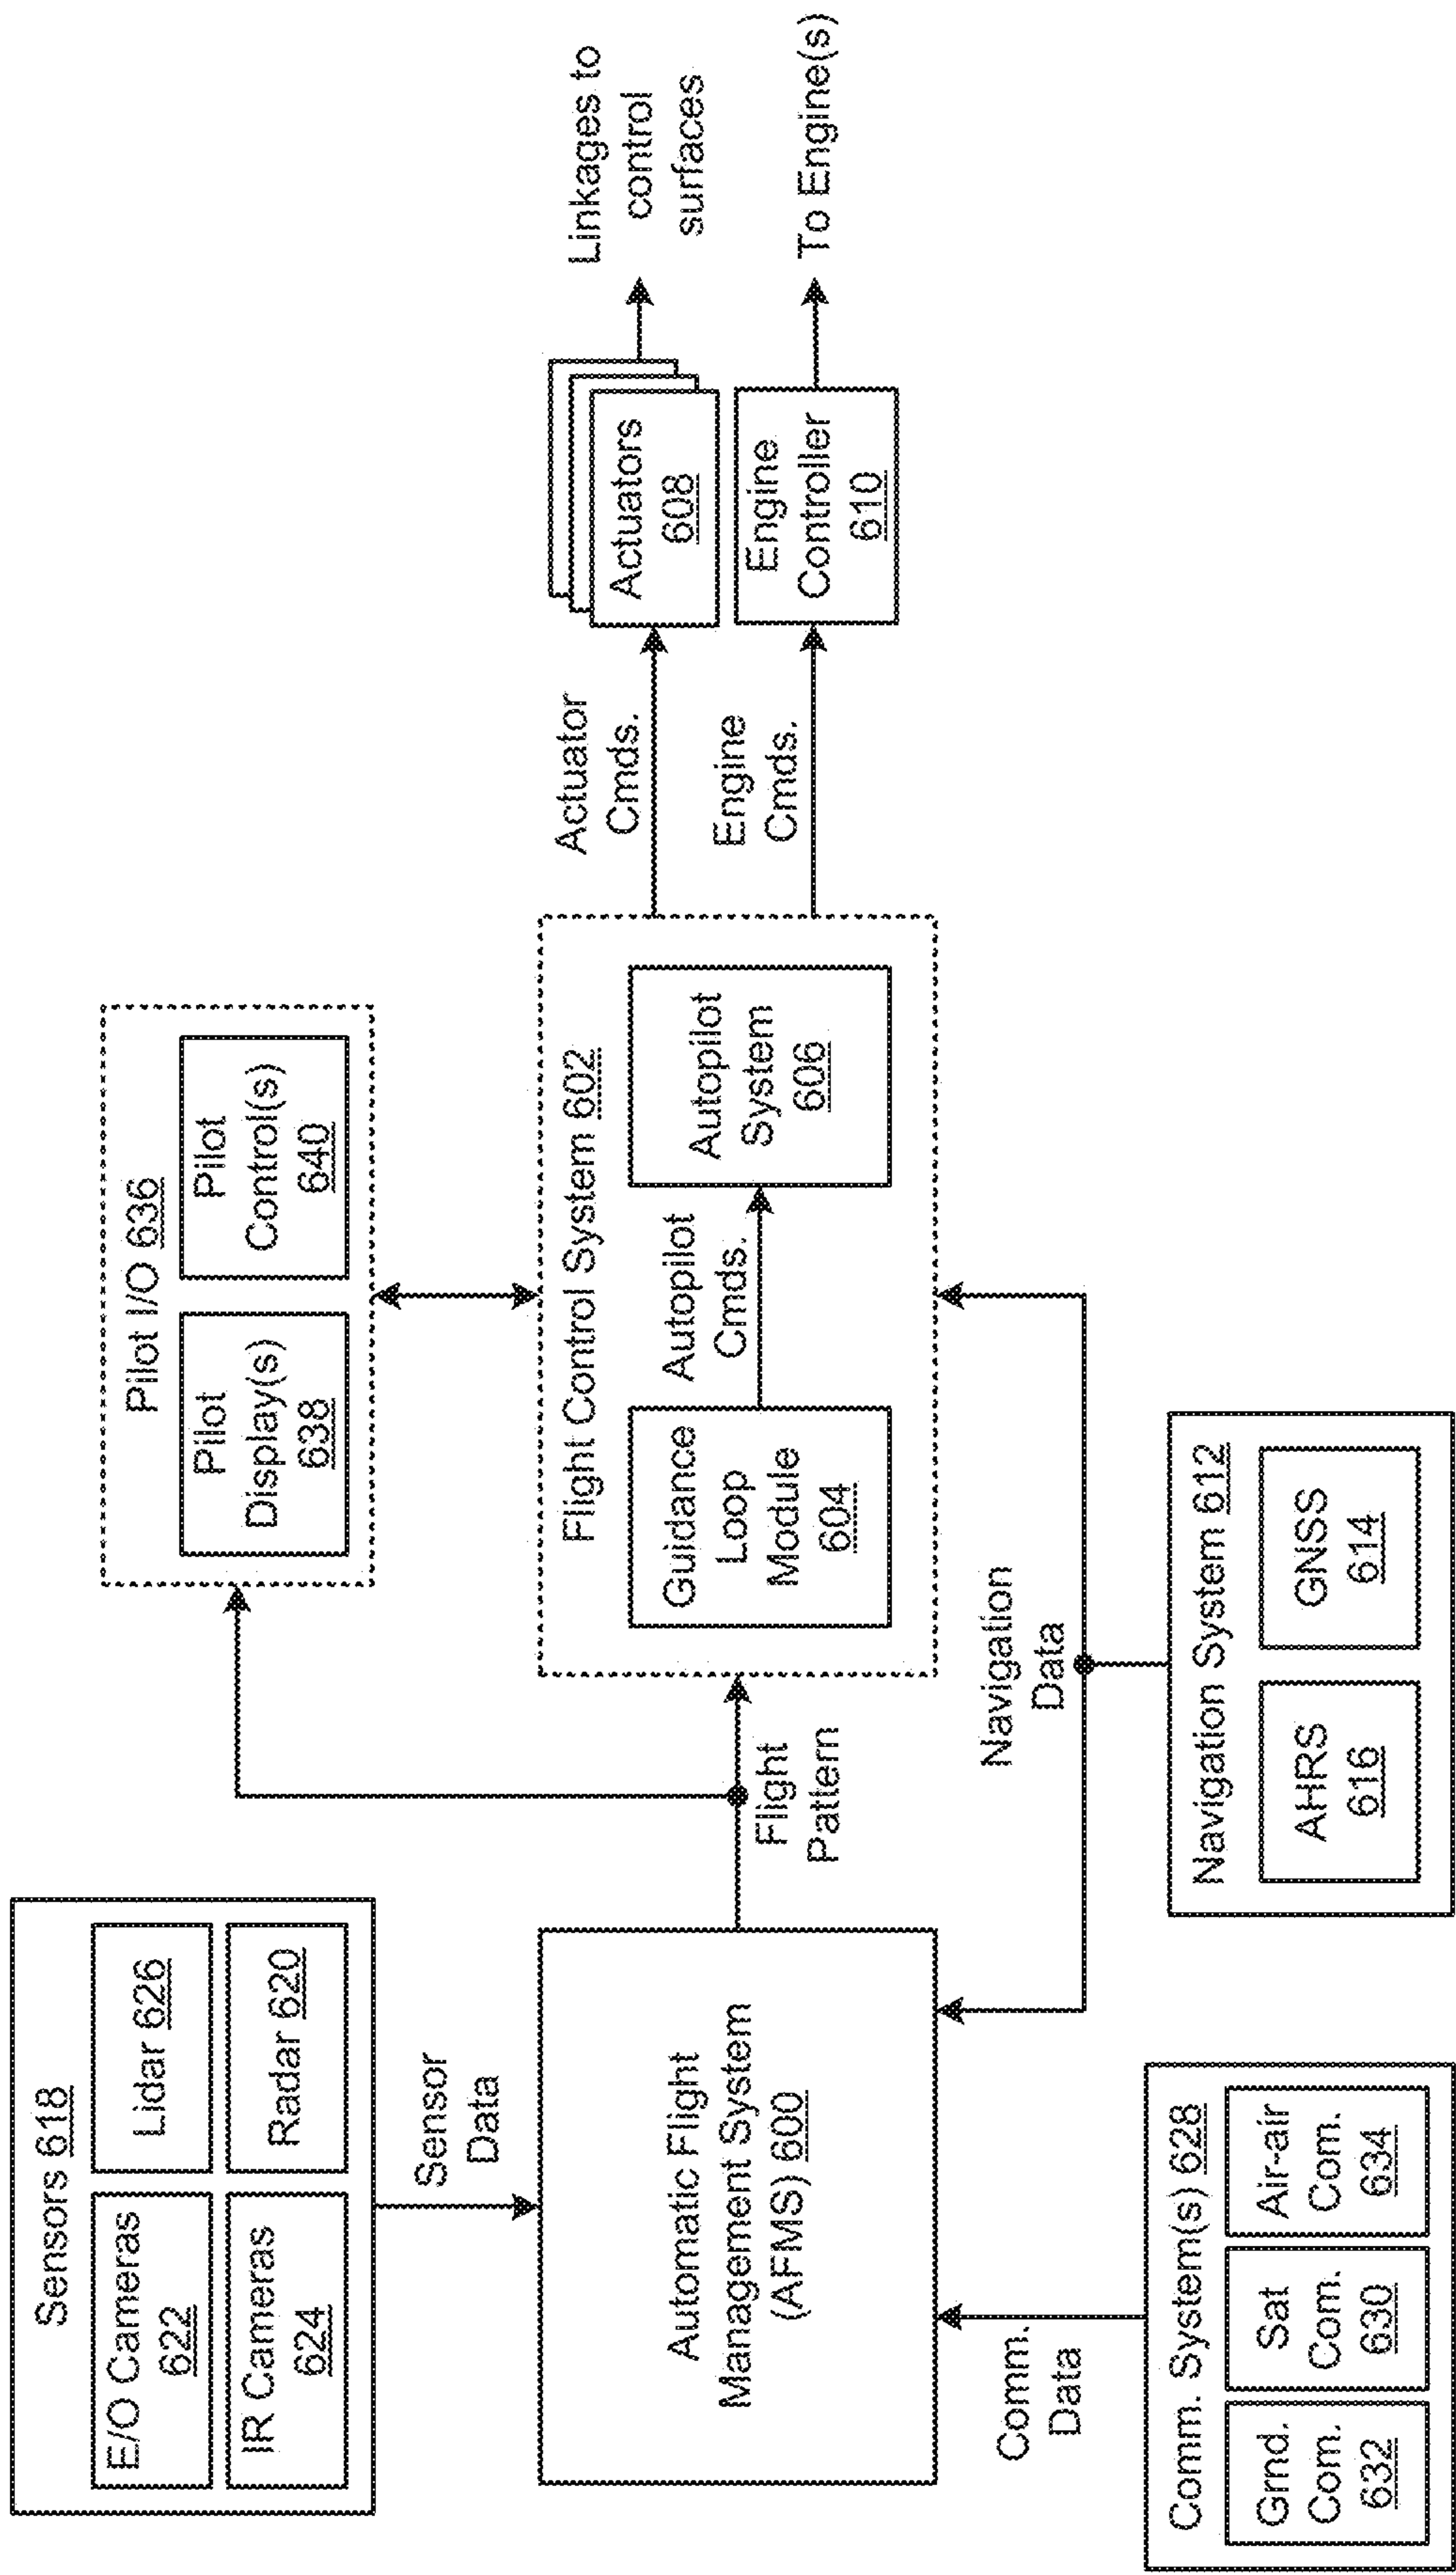 Sensors 618
E/O Cameras
622
Lidar 626
IR Cameras
624
Radar 620
Sensor
Data
Pilot I/O 636
Pilot
Display(s)
638
Pilot
Control(s)
640
Automatic Flight
Management System
(AFMS) 600
Flight
Pattern
Flight Control System 602
Guidance
Loop
Module
604
Autopilot
Cmds.
Autopilot
System
606
Actuator
Cmds.
Engine
Cmds.
Actuators
608
Engine
Controller
610
Linkages to
control
surfaces
To Engine(s)
Comm.
Data
Navigation
Data
Comm. System(s) 628
Grnd.
Com.
632
Sat
Com.
630
Air-air
Com.
634
Navigation System 612
AHRS
616
GNSS
614